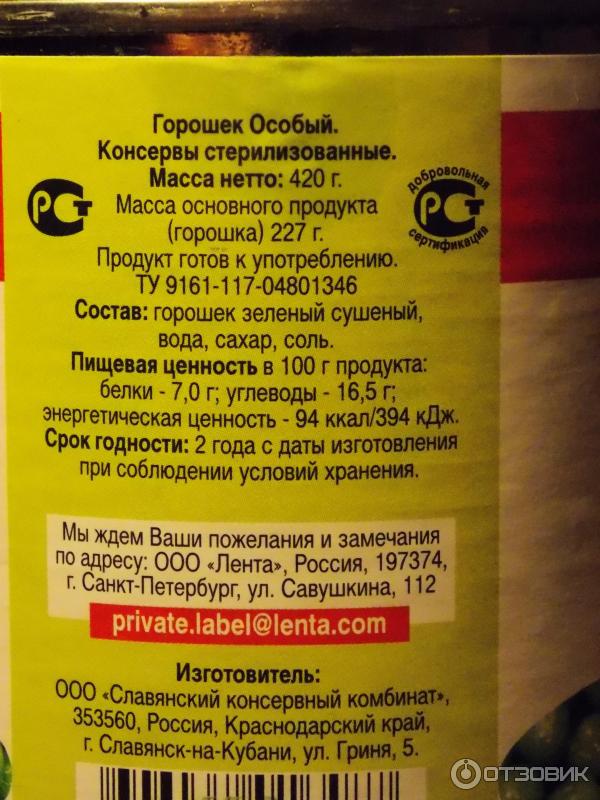 Горошек Особый.
Консервы стерилизованные.
Масса нетто: 420 г.
Масса основного продукта
(горошка) 227 г.
Продукт готов к употреблению.
ТУ 9161-117-04801346
РСТ
добровольная
РСТ
сертификация
Состав: горошек зеленый сушеный,
вода, сахар, соль.
Пищевая ценность в 100 г продукта:
белки - 7,0 г; углеводы - 16,5 г;
энергетическая ценность - 94 ккал/394 кДж.
Срок годности: 2 года с даты изготовления
при соблюдении условий хранения.
Мы ждем Ваши пожелания и замечания
по адресу: ООО «Лента», Россия, 197374,
г. Санкт-Петербург, ул. Савушкина, 112
private.label@lenta.com
Изготовитель:
ООО «Славянский консервный комбинат»,
353560, Россия, Краснодарский край,
г. Славянск-на-Кубани, ул. Гриня, 5.
ОТЗОВИК